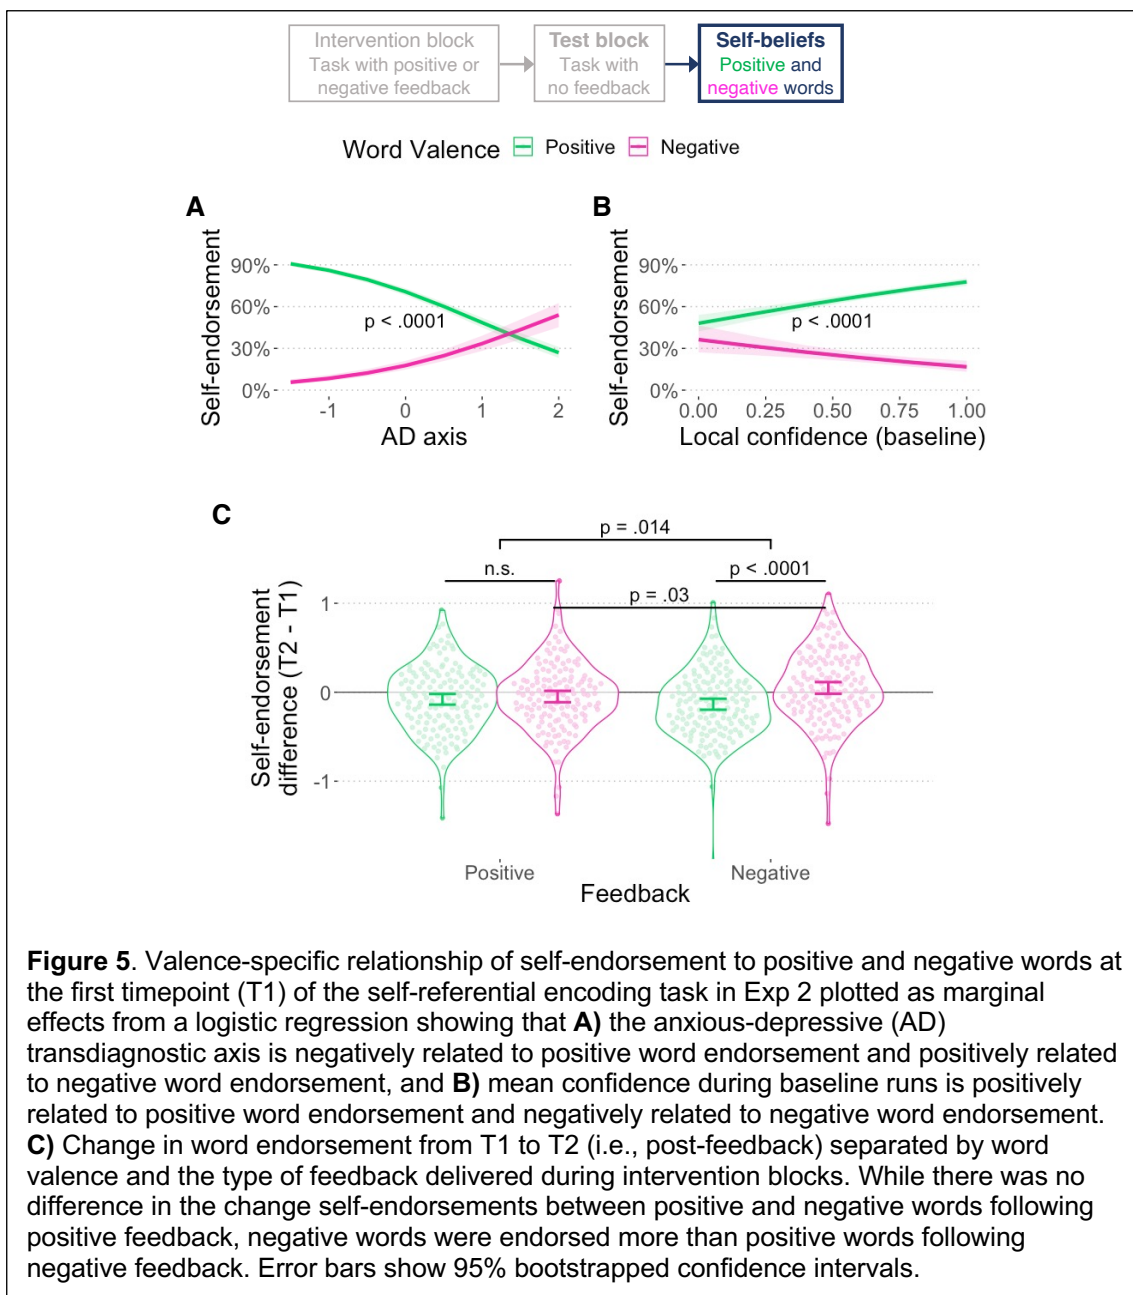 Intervention block
Task with positive or
negative feedback
Test block
Task with
no feedback
Self-beliefs
Positive and
negative words
Word Valence Positive Negative
A
Self-endorsement
90%
60%
30%
0%
p < .0001
-1 0 1 2
AD axis
B
Self-endorsement
90%
60%
30%
0%
p < .0001
0.00 0.25 0.50 0.75 1.00
Local confidence (baseline)
C
Self-endorsement
difference (T2 - T1)
1
0
-1
p = .014
n.s.
p < .0001
p = .03
Positive Negative
Feedback
Figure 5. Valence-specific relationship of self-endorsement to positive and negative words at
the first timepoint (T1) of the self-referential encoding task in Exp 2 plotted as marginal
effects from a logistic regression showing that A) the anxious-depressive (AD)
transdiagnostic axis is negatively related to positive word endorsement and positively related
to negative word endorsement, and B) mean confidence during baseline runs is positively
related to positive word endorsement and negatively related to negative word endorsement.
C) Change in word endorsement from T1 to T2 (i.e., post-feedback) separated by word
valence and the type of feedback delivered during intervention blocks. While there was no
difference in the change self-endorsements between positive and negative words following
positive feedback, negative words were endorsed more than positive words following
negative feedback. Error bars show 95% bootstrapped confidence intervals.